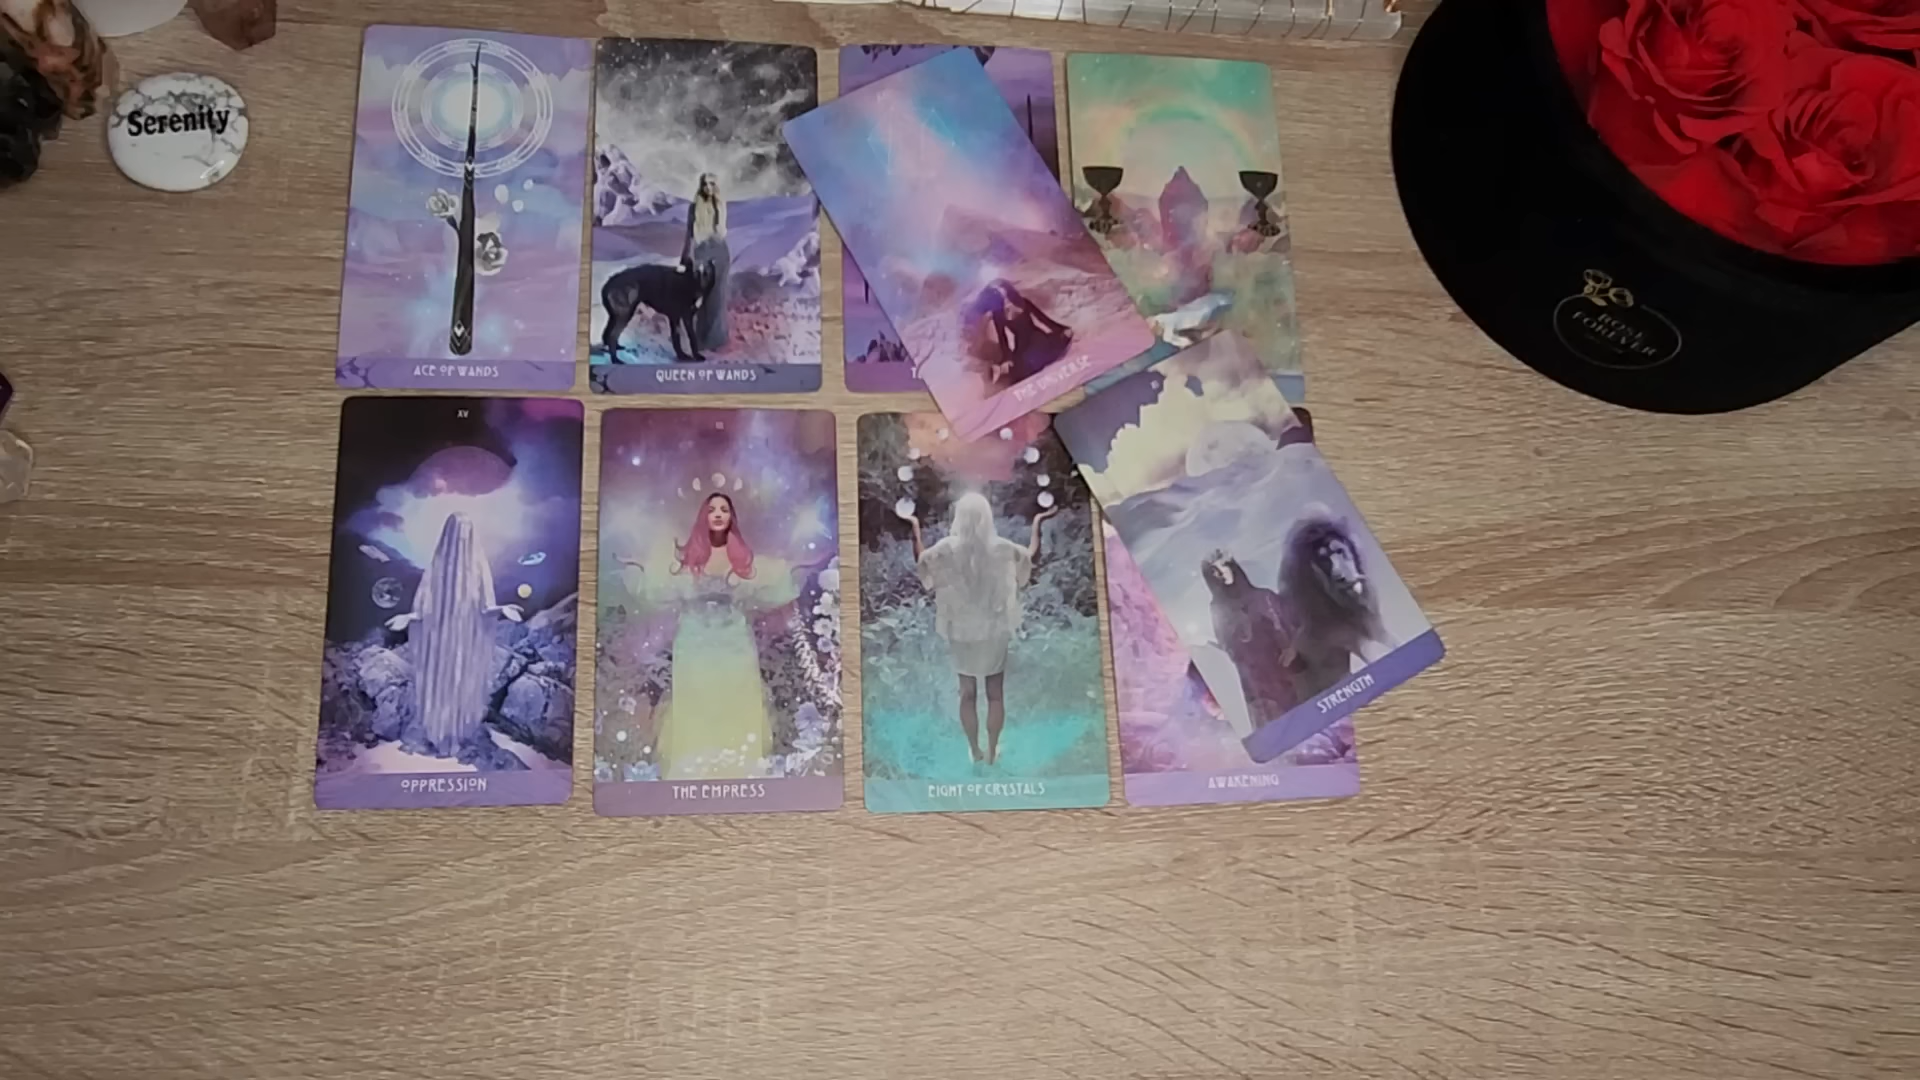 Serenity
ACE OF WANDS
QUEEN OF WANDS
THE UNIVERSE
ROSE
FOREVER
XV
III
STRENGTH
OPPRESSION
THE EMPRESS
EIGHT OF CRYSTALS
AWAKENING